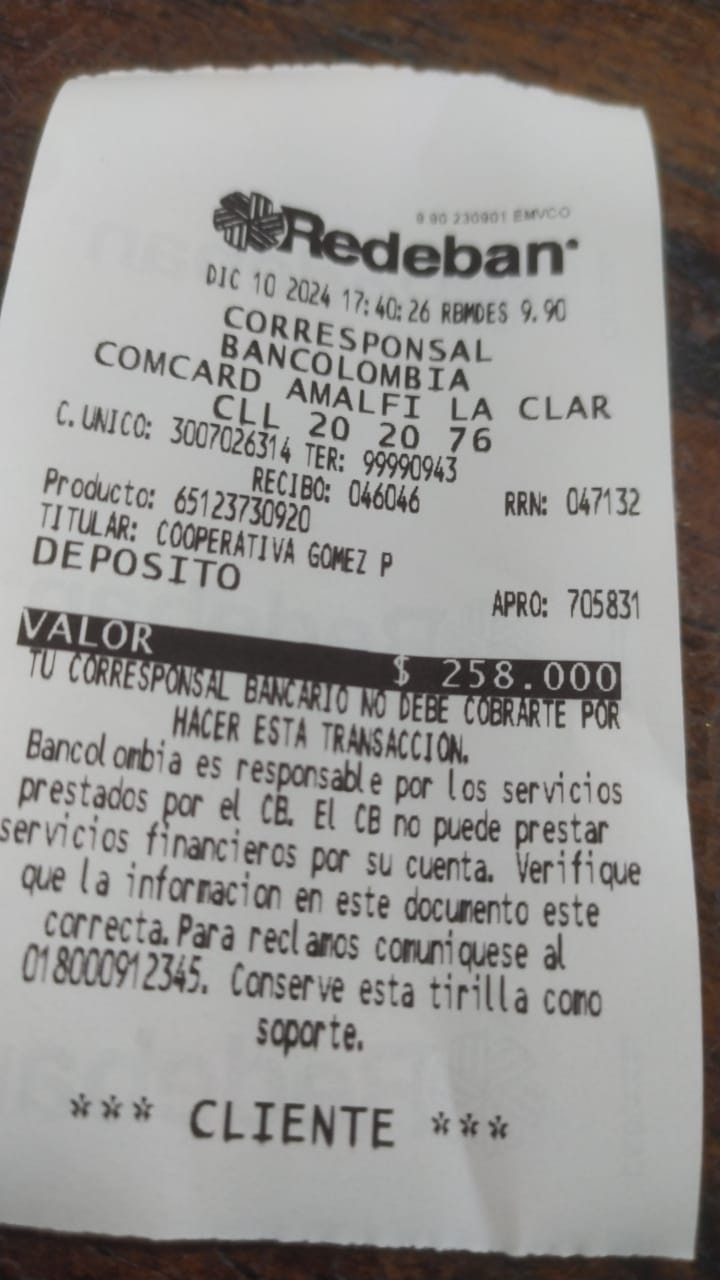 9.90 230901 EMVCO
Redeban
DIC 10 2024 17:40:26 RBMDES 9.90
CORRESPONSAL
BANCOLOMBIA
COMCARD AMALFI LA CLAR
CLL 20 20 76
C.UNICO: 3007026314 TER: 99990943
RECIBO: 046046 RRN: 047132
Producto: 65123730920
TITULAR: COOPERATIVA GOMEZ P
DEPOSITO APRO: 705831
VALOR $ 258.000
TU CORRESPONSAL BANCARIO NO DEBE COBRARTE POR
HACER ESTA TRANSACCION.
Bancolombia es responsable por los servicios
prestados por el CB. El CB no puede prestar
servicios financieros por su cuenta. Verifique
que la informacion en este documento este
correcta. Para reclamos comuniquese al
018000912345. Conserve esta tirilla como
soporte.
*** CLIENTE ***